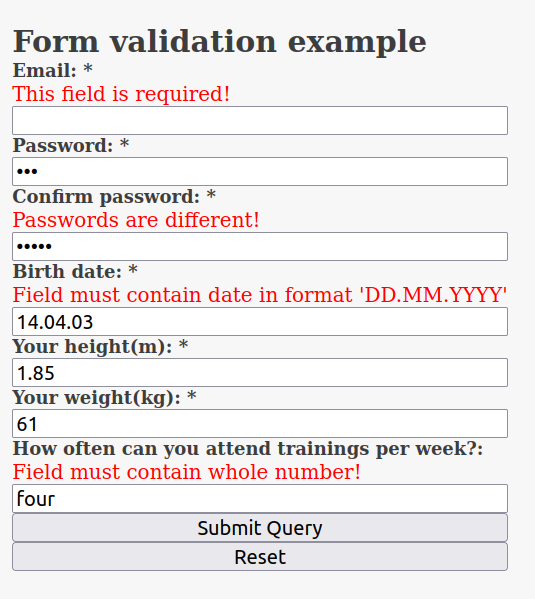 Form validation example
Email: *
This field is required!
Password: *
•••
Confirm password: *
Passwords are different!
•••••
Birth date: *
Field must contain date in format 'DD.MM.YYYY'
14.04.03
Your height(m): *
1.85
Your weight(kg): *
61
How often can you attend trainings per week?:
Field must contain whole number!
four
Submit Query
Reset